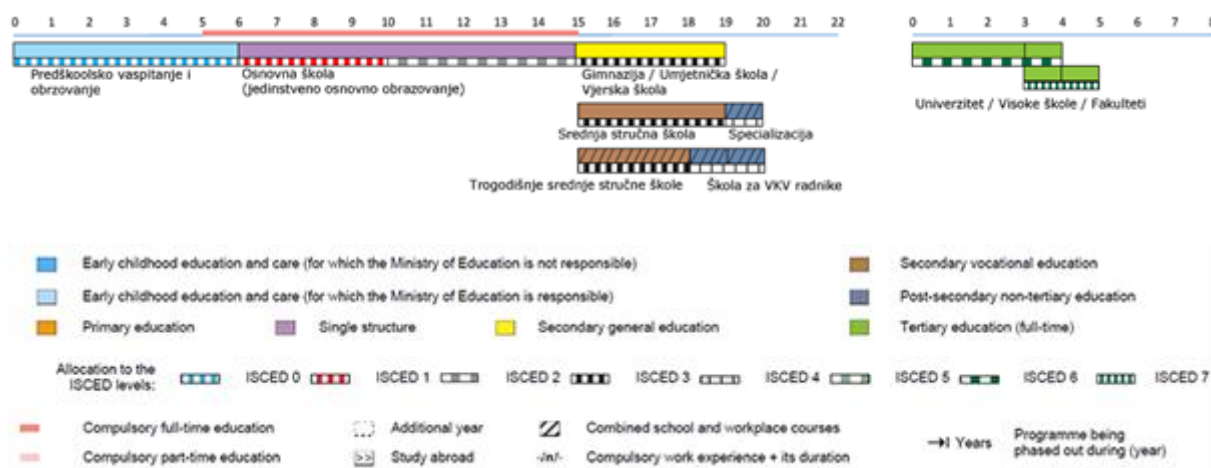 0 1 2 3 4 5 6 7 8 9 10 11 12 13 14 15 16 17 18 19 20 21 22
0 1 2 3 4 5 6 7 8
Predškoolsko vaspitanje i
obrzovanje
Osnovna škola
(jedinstveno osnovno obrazovanje)
Gimnazija / Umjetnička škola /
Vjerska škola
Srednja stručna škola
Specializacija
Trogodišnje srednje stručne škole
Škola za VKV radnike
Univerzitet / Visoke škole / Fakulteti
Early childhood education and care (for which the Ministry of Education is not responsible)
Secondary vocational education
Early childhood education and care (for which the Ministry of Education is responsible)
Post-secondary non-tertiary education
Primary education
Single structure
Secondary general education
Tertiary education (full-time)
Allocation to the
ISCED levels:
ISCED 0
ISCED 1
ISCED 2
ISCED 3
ISCED 4
ISCED 5
ISCED 6
ISCED 7
Compulsory full-time education
Additional year
Combined school and workplace courses
Years
Programme being
phased out during (year)
Compulsory part-time education
>>
Study abroad
-/n/-
Compulsory work experience + its duration